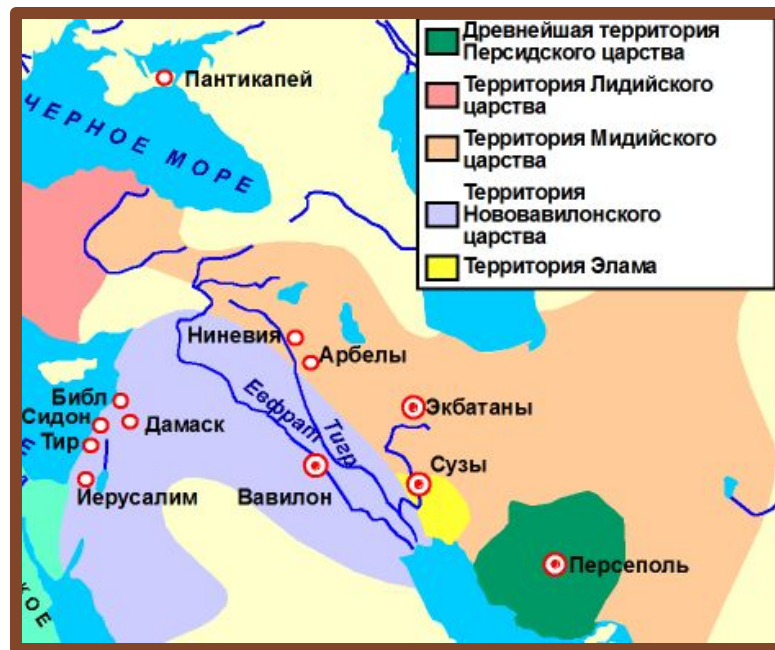 Древнейшая территория
Персидского царства
Территория Лидийского
царства
Территория Мидийского
царства
Территория
Нововавилонского
царства
Территория Элама
Пантикапей
ЧЕРНОЕ МОРЕ
Ниневия
Арбелы
Библ
Сидон
Дамаск
Тир
Иерусалим
Евфрат
Тигр
Вавилон
Экбатаны
Сузы
Персеполь
КОЕ